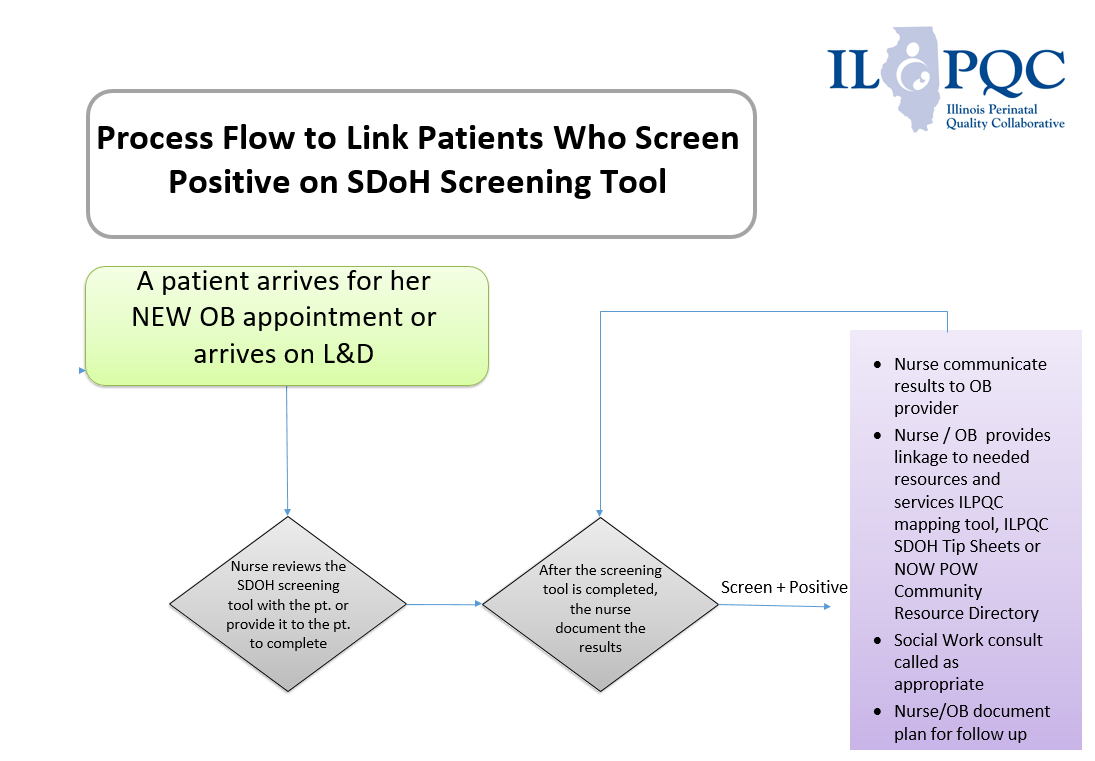 IL PQC
Illinois Perinatal
Quality Collaborative
Process Flow to Link Patients Who Screen
Positive on SDoH Screening Tool
A patient arrives for her
NEW OB appointment or
arrives on L&D
Nurse reviews the
SDOH screening
tool with the pt. or
provide it to the pt.
to complete
After the screening
tool is completed,
the nurse
document the
results
Screen + Positive
• Nurse communicate
results to OB
provider
• Nurse / OB provides
linkage to needed
resources and
services ILPQC
mapping tool, ILPQC
SDOH Tip Sheets or
NOW POW
Community
Resource Directory
• Social Work consult
called as
appropriate
• Nurse/OB document
plan for follow up